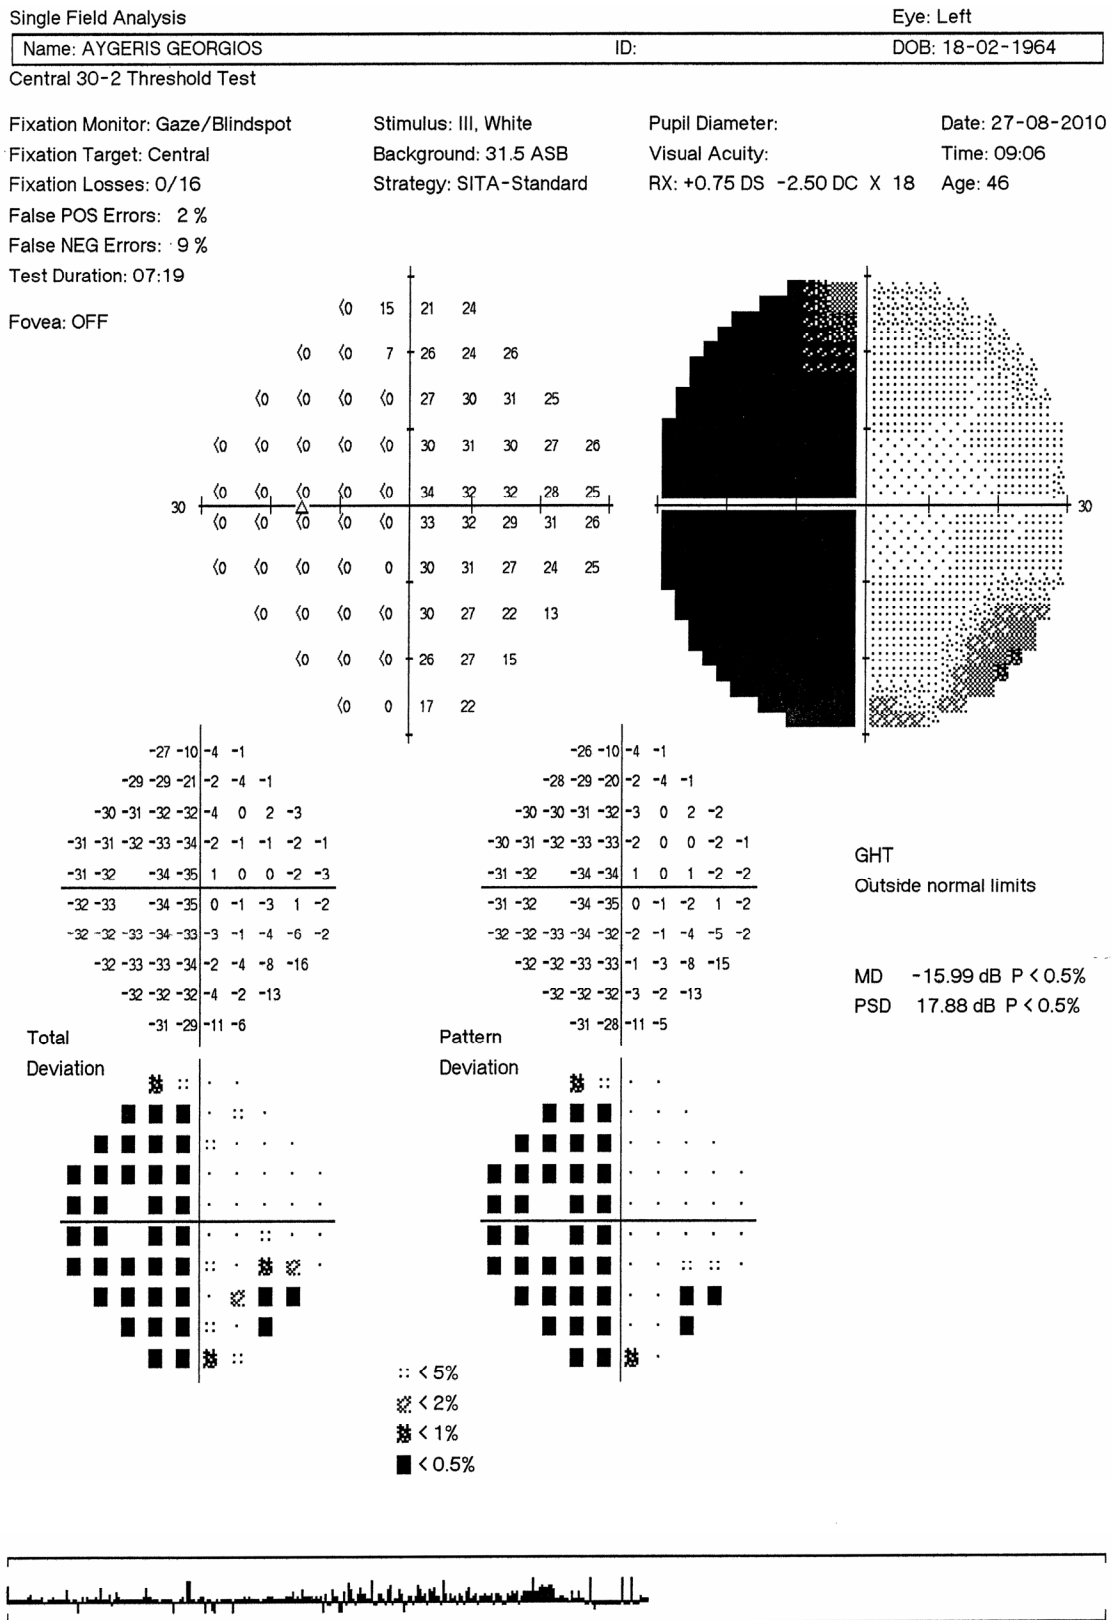 Single Field Analysis Eye: Left
Name: AYGERIS GEORGIOS ID: DOB: 18-02-1964
Central 30-2 Threshold Test
Fixation Monitor: Gaze/Blindspot Stimulus: III, White Pupil Diameter: Date: 27-08-2010
Fixation Target: Central Background: 31.5 ASB Visual Acuity: Time: 09:06
Fixation Losses: 0/16 Strategy: SITA-Standard RX: +0.75 DS -2.50 DC X 18 Age: 46
False POS Errors: 2 %
False NEG Errors: 9 %
Test Duration: 07:19
Fovea: OFF
<0 15 21 24
<0 <0 7 26 24 26
<0 <0 <0 <0 27 30 31 25
<0 <0 <0 <0 <0 30 31 30 27 26
<0 <0 <0 <0 <0 34 32 32 28 25
30 30
<0 <0 <0 <0 <0 33 32 29 31 26
<0 <0 <0 <0 0 30 31 27 24 25
<0 <0 <0 <0 30 27 22 13
<0 <0 <0 26 27 15
<0 0 17 22
-27 -10 -4 -1
-29 -29 -21 -2 -4 -1
-30 -31 -32 -32 -4 0 2 -3
-31 -31 -32 -33 -34 -2 -1 -1 -2 -1
-31 -32 -34 -35 1 0 0 -2 -3
-32 -33 -34 -35 0 -1 -3 1 -2
-32 -32 -33 -34 -33 -3 -1 -4 -6 -2
-32 -33 -33 -34 -2 -4 -8 -16
-32 -32 -32 -4 -2 -13
-31 -29 -11 -6
Total
Deviation
-26 -10 -4 -1
-28 -29 -20 -2 -4 -1
-30 -30 -31 -32 -3 0 2 -2
-30 -31 -32 -33 -33 -2 0 0 -2 -1
-31 -32 -34 -34 1 0 1 -2 -2
-31 -32 -34 -35 0 -1 -2 1 -2
-32 -32 -33 -34 -32 -2 -1 -4 -5 -2
-32 -32 -33 -33 -1 -3 -8 -15
-32 -32 -32 -3 -2 -13
-31 -28 -11 -5
Pattern
Deviation
GHT
Outside normal limits
MD -15.99 dB P < 0.5%
PSD 17.88 dB P < 0.5%
< 5%
< 2%
< 1%
< 0.5%